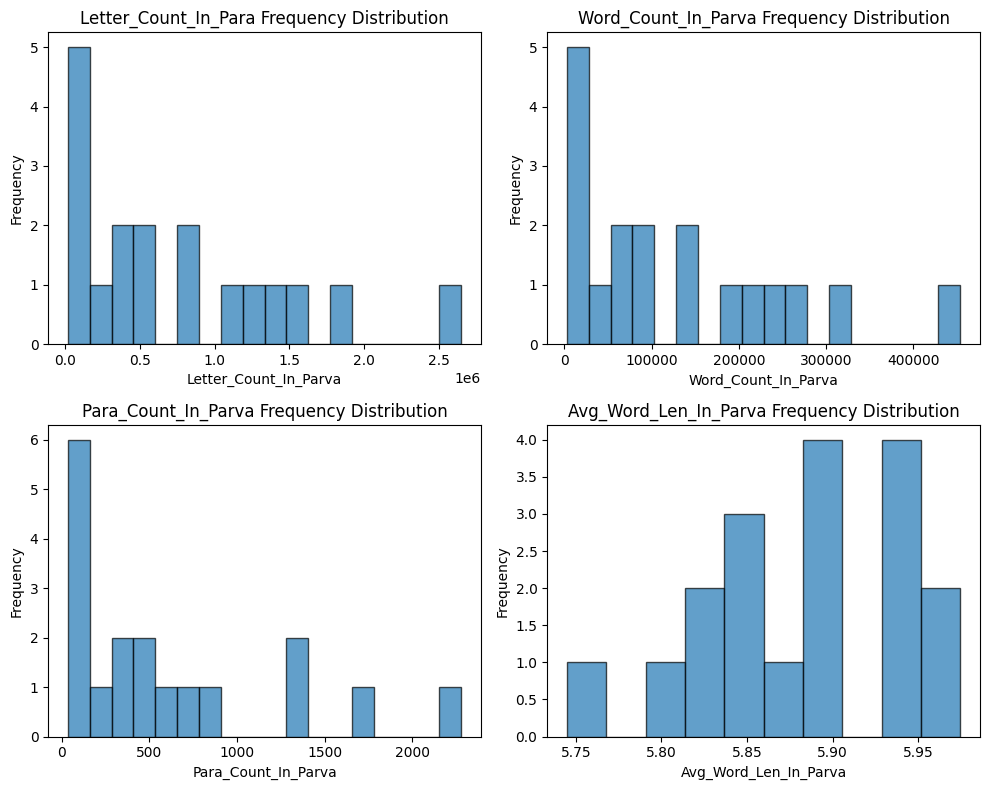 Letter_Count_In_Para Frequency Distribution
5
4
3
2
1
0
Frequency
0.0 0.5 1.0 1.5 2.0 2.5
1e6
Letter_Count_In_Parva
Word_Count_In_Parva Frequency Distribution
5
4
3
2
1
0
Frequency
0 100000 200000 300000 400000
Word_Count_In_Parva
Para_Count_In_Parva Frequency Distribution
6
5
4
3
2
1
0
Frequency
0 500 1000 1500 2000
Para_Count_In_Parva
Avg_Word_Len_In_Parva Frequency Distribution
4.0
3.5
3.0
2.5
2.0
1.5
1.0
0.5
0.0
Frequency
5.75 5.80 5.85 5.90 5.95
Avg_Word_Len_In_Parva